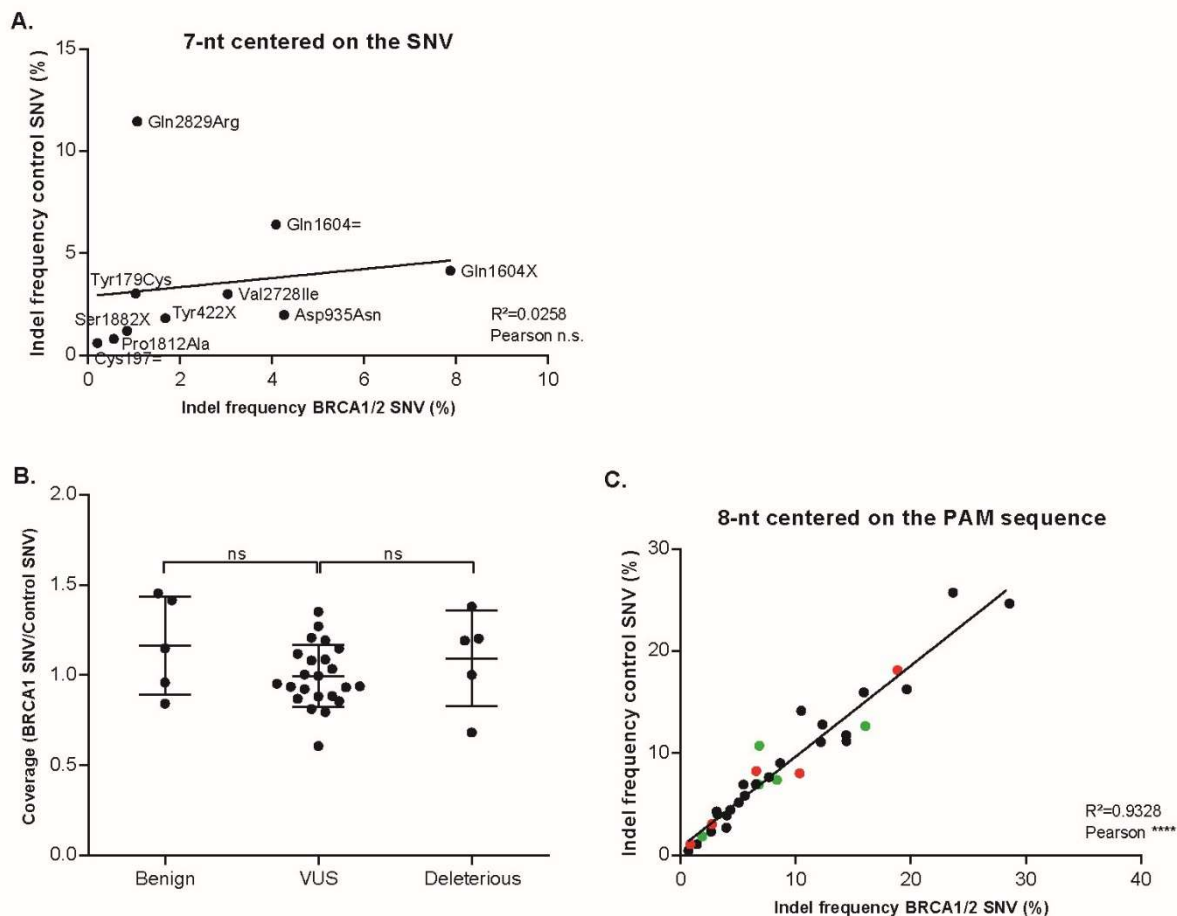 A.
7-nt centered on the SNV
Indel frequency control SNV (%)
15
10
5
0
Gln2829Arg
Gln1604=
Gln1604X
Tyr179Cys
Val2728Ile
Tyr422X
Asp935Asn
Ser1882X
Pro1812Ala
Cys197=
R²=0.0258
Pearson n.s.
0 2 4 6 8 10
Indel frequency BRCA1/2 SNV (%)
B.
Coverage (BRCA1 SNV/Control SNV)
2.0
1.5
1.0
0.5
0.0
ns ns
Benign VUS Deleterious
C.
8-nt centered on the PAM sequence
Indel frequency control SNV (%)
30
20
10
0
R²=0.9328
Pearson ****
0 10 20 30 40
Indel frequency BRCA1/2 SNV (%)